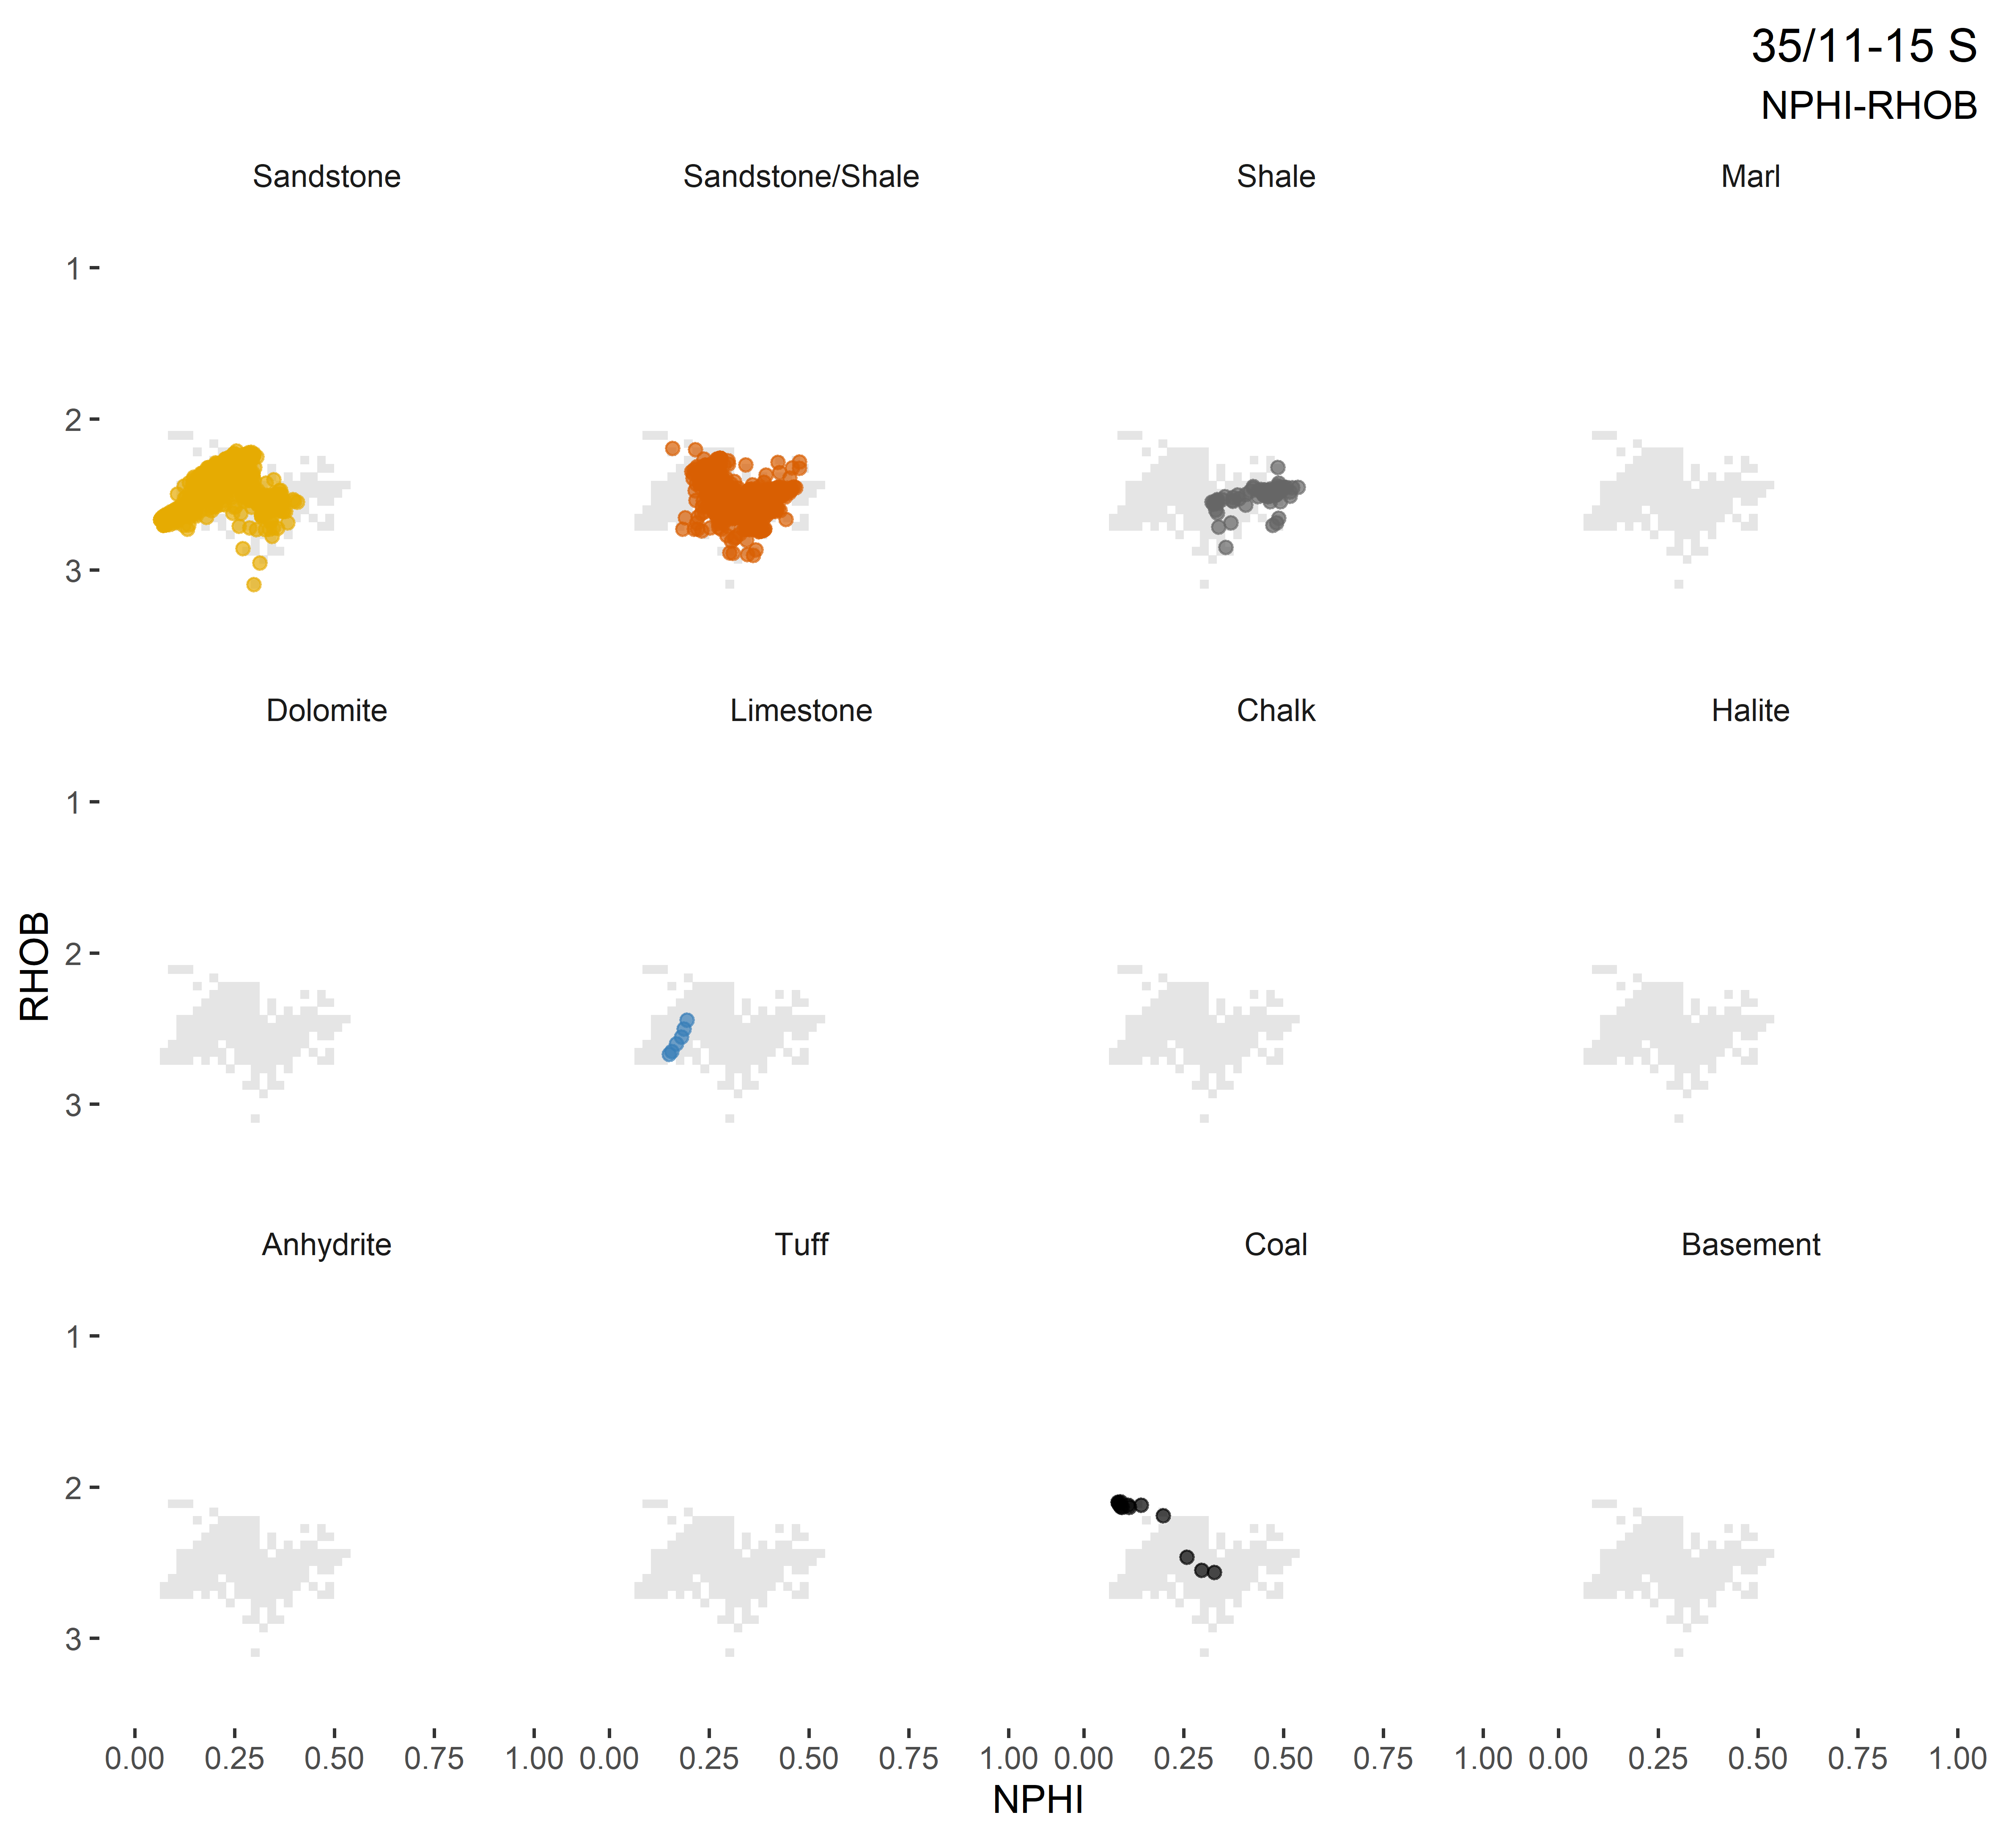 35/11-15 S
NPHI-RHOB
Sandstone Sandstone/Shale Shale Marl
1
2
3
Dolomite Limestone Chalk Halite
1
2
3
Anhydrite Tuff Coal Basement
1
2
3
RHOB
0.00 0.25 0.50 0.75 1.00 0.00 0.25 0.50 0.75 1.00 0.00 0.25 0.50 0.75 1.00 0.00 0.25 0.50 0.75 1.00
NPHI